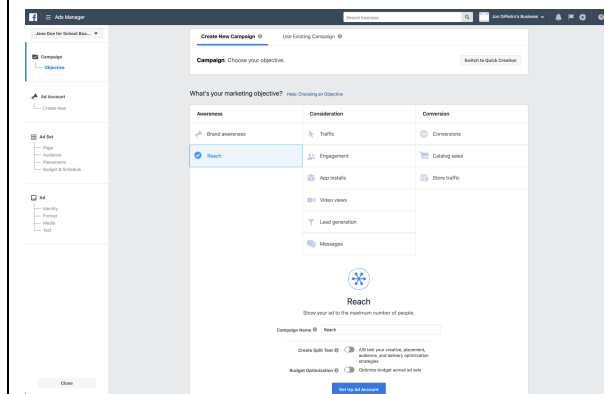 Ads Manager
Search business
Jon DiPietro's Business
Jane Doe for School Boa...
Campaign
Objective
Ad Account
Create New
Ad Set
Page
Audience
Placements
Budget & Schedule
Ad
Identity
Format
Media
Text
Close
Create New Campaign
Use Existing Campaign
Campaign: Choose your objective.
Switch to Quick Creation
What's your marketing objective? Help: Choosing an Objective
Awareness
Consideration
Conversion
Brand awareness
Traffic
Conversions
Reach
Engagement
Catalog sales
App installs
Store traffic
Video views
Lead generation
Messages
Reach
Show your ad to the maximum number of people.
Campaign Name
Reach
Create Split Test
A/B test your creative, placement,
audience, and delivery optimization
strategies
Budget Optimization
Optimize budget across ad sets
Set Up Ad Account